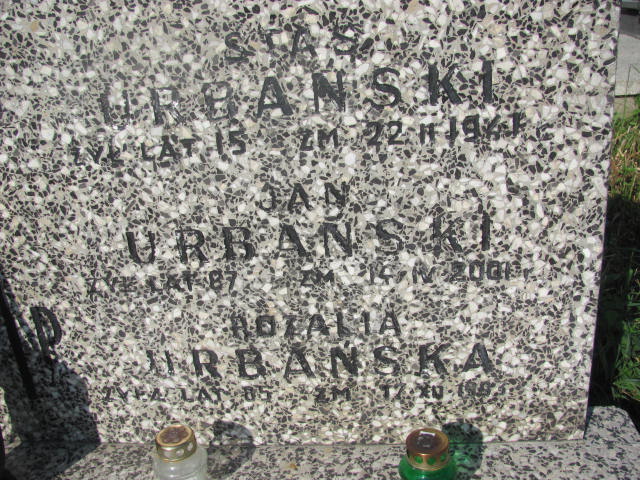 STAŚ
URBAŃSKI
ŻYŁ LAT 15 ZM 22 II 1941 r
JAN
URBAŃSKI
ŻYŁ LAT 87 ZM 14 IV 2001 r
ROZALIA
URBAŃSKA
ŻYŁA LAT ZM XII